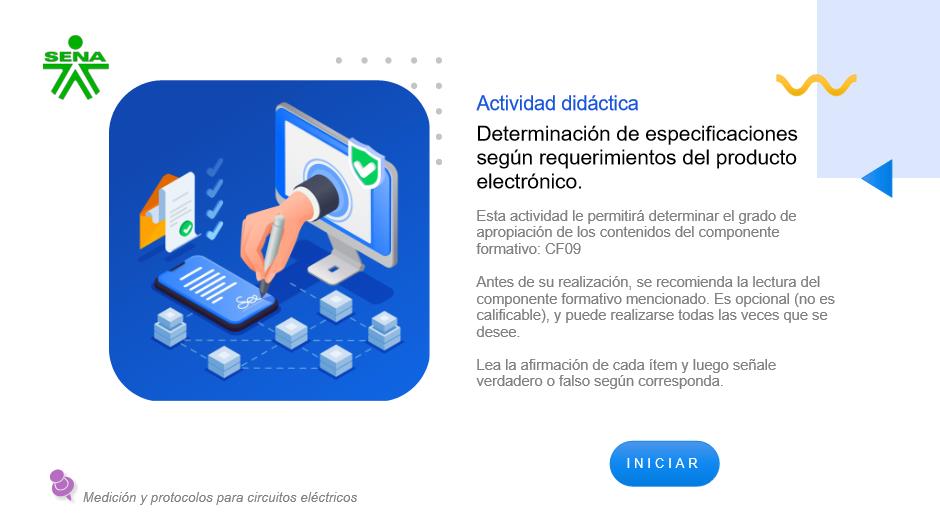 SENA
Actividad didáctica
Determinación de especificaciones
según requerimientos del producto
electrónico.
Esta actividad le permitirá determinar el grado de
apropiación de los contenidos del componente
formativo: CF09
Antes de su realización, se recomienda la lectura del
componente formativo mencionado. Es opcional (no es
calificable), y puede realizarse todas las veces que se
desee.
Lea la afirmación de cada ítem y luego señale
verdadero o falso según corresponda.
INICIAR
Medición y protocolos para circuitos eléctricos